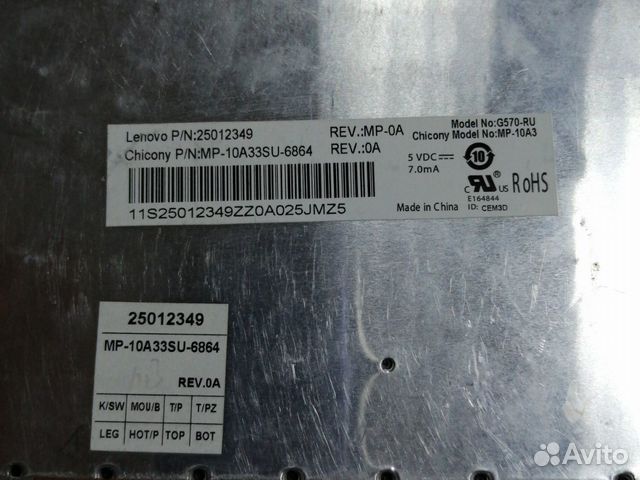 Lenovo P/N:25012349 REV.:MP-0A
Chicony P/N:MP-10A33SU-6864 REV.:0A
11S25012349ZZ0A025JMZ5
Model No:G570-RU
Chicony Model No:MP-10A3
5 VDC
7.0mA
10
c RU US
E164844
RoHS
Made in China ID: CEM3D
25012349
MP-10A33SU-6864
REV.0A
K/SW MOU/B T/P T/PZ
LEG HOT/P TOP BOT
Avito